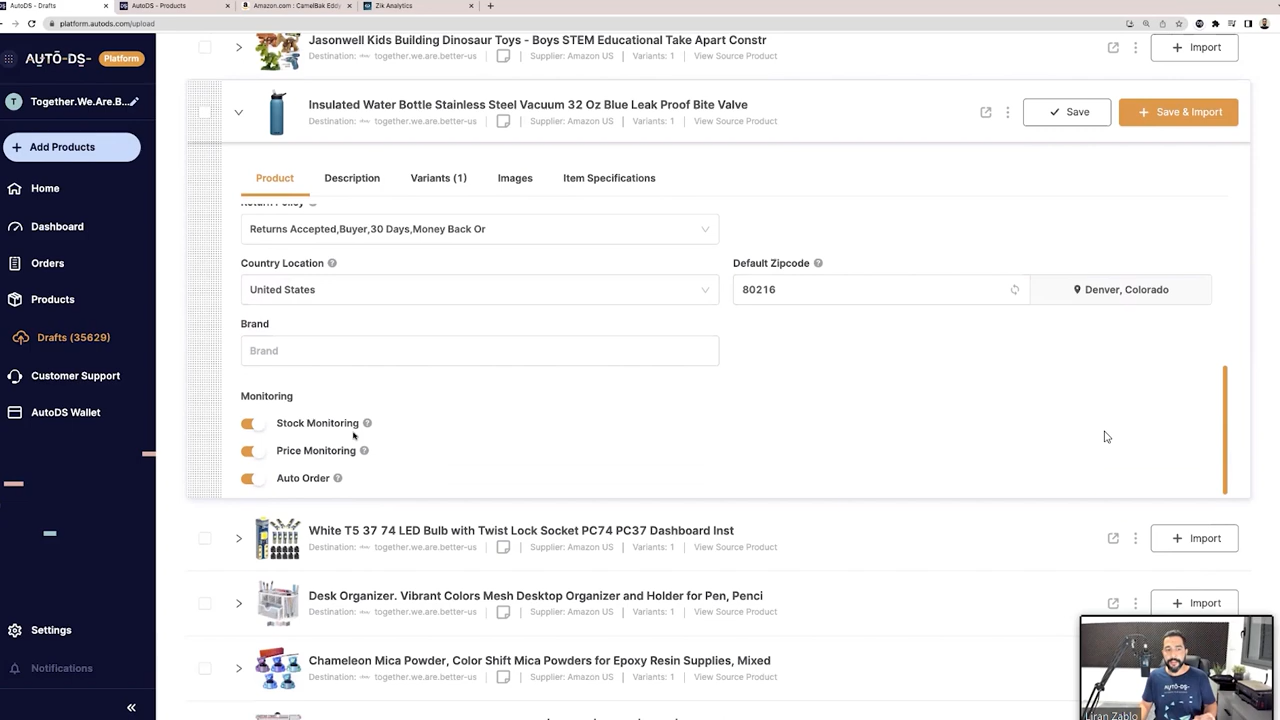 AutoDS - Drafts
AutoDS - Products
Amazon.com : CamelBak Eddy
Zik Analytics
platform.autods.com/upload
AUTO-DS- Platform
T Together.We.Are.B...
Add Products
Home
Dashboard
Orders
Products
Drafts (35629)
Customer Support
AutoDS Wallet
Settings
Notifications
Jasonwell Kids Building Dinosaur Toys - Boys STEM Educational Take Apart Constr
Destination: ebay together.we.are.better-us | Supplier: Amazon US | Variants: 1 | View Source Product
+ Import
Insulated Water Bottle Stainless Steel Vacuum 32 Oz Blue Leak Proof Bite Valve
Destination: ebay together.we.are.better-us | Supplier: Amazon US | Variants: 1 | View Source Product
Save
+ Save & Import
Product Description Variants (1) Images Item Specifications
Return Policy
Returns Accepted,Buyer,30 Days,Money Back Or
Country Location Default Zipcode
United States 80216 Denver, Colorado
Brand
Brand
Monitoring
Stock Monitoring
Price Monitoring
Auto Order
White T5 37 74 LED Bulb with Twist Lock Socket PC74 PC37 Dashboard Inst
Destination: ebay together.we.are.better-us | Supplier: Amazon US | Variants: 1 | View Source Product
+ Import
Desk Organizer. Vibrant Colors Mesh Desktop Organizer and Holder for Pen, Penci
Destination: ebay together.we.are.better-us | Supplier: Amazon US | Variants: 1 | View Source Product
+ Import
Chameleon Mica Powder, Color Shift Mica Powders for Epoxy Resin Supplies, Mixed
Destination: ebay together.we.are.better-us | Supplier: Amazon US | Variants: 1 | View Source Product
AUTO-DS-
Liran Zablo